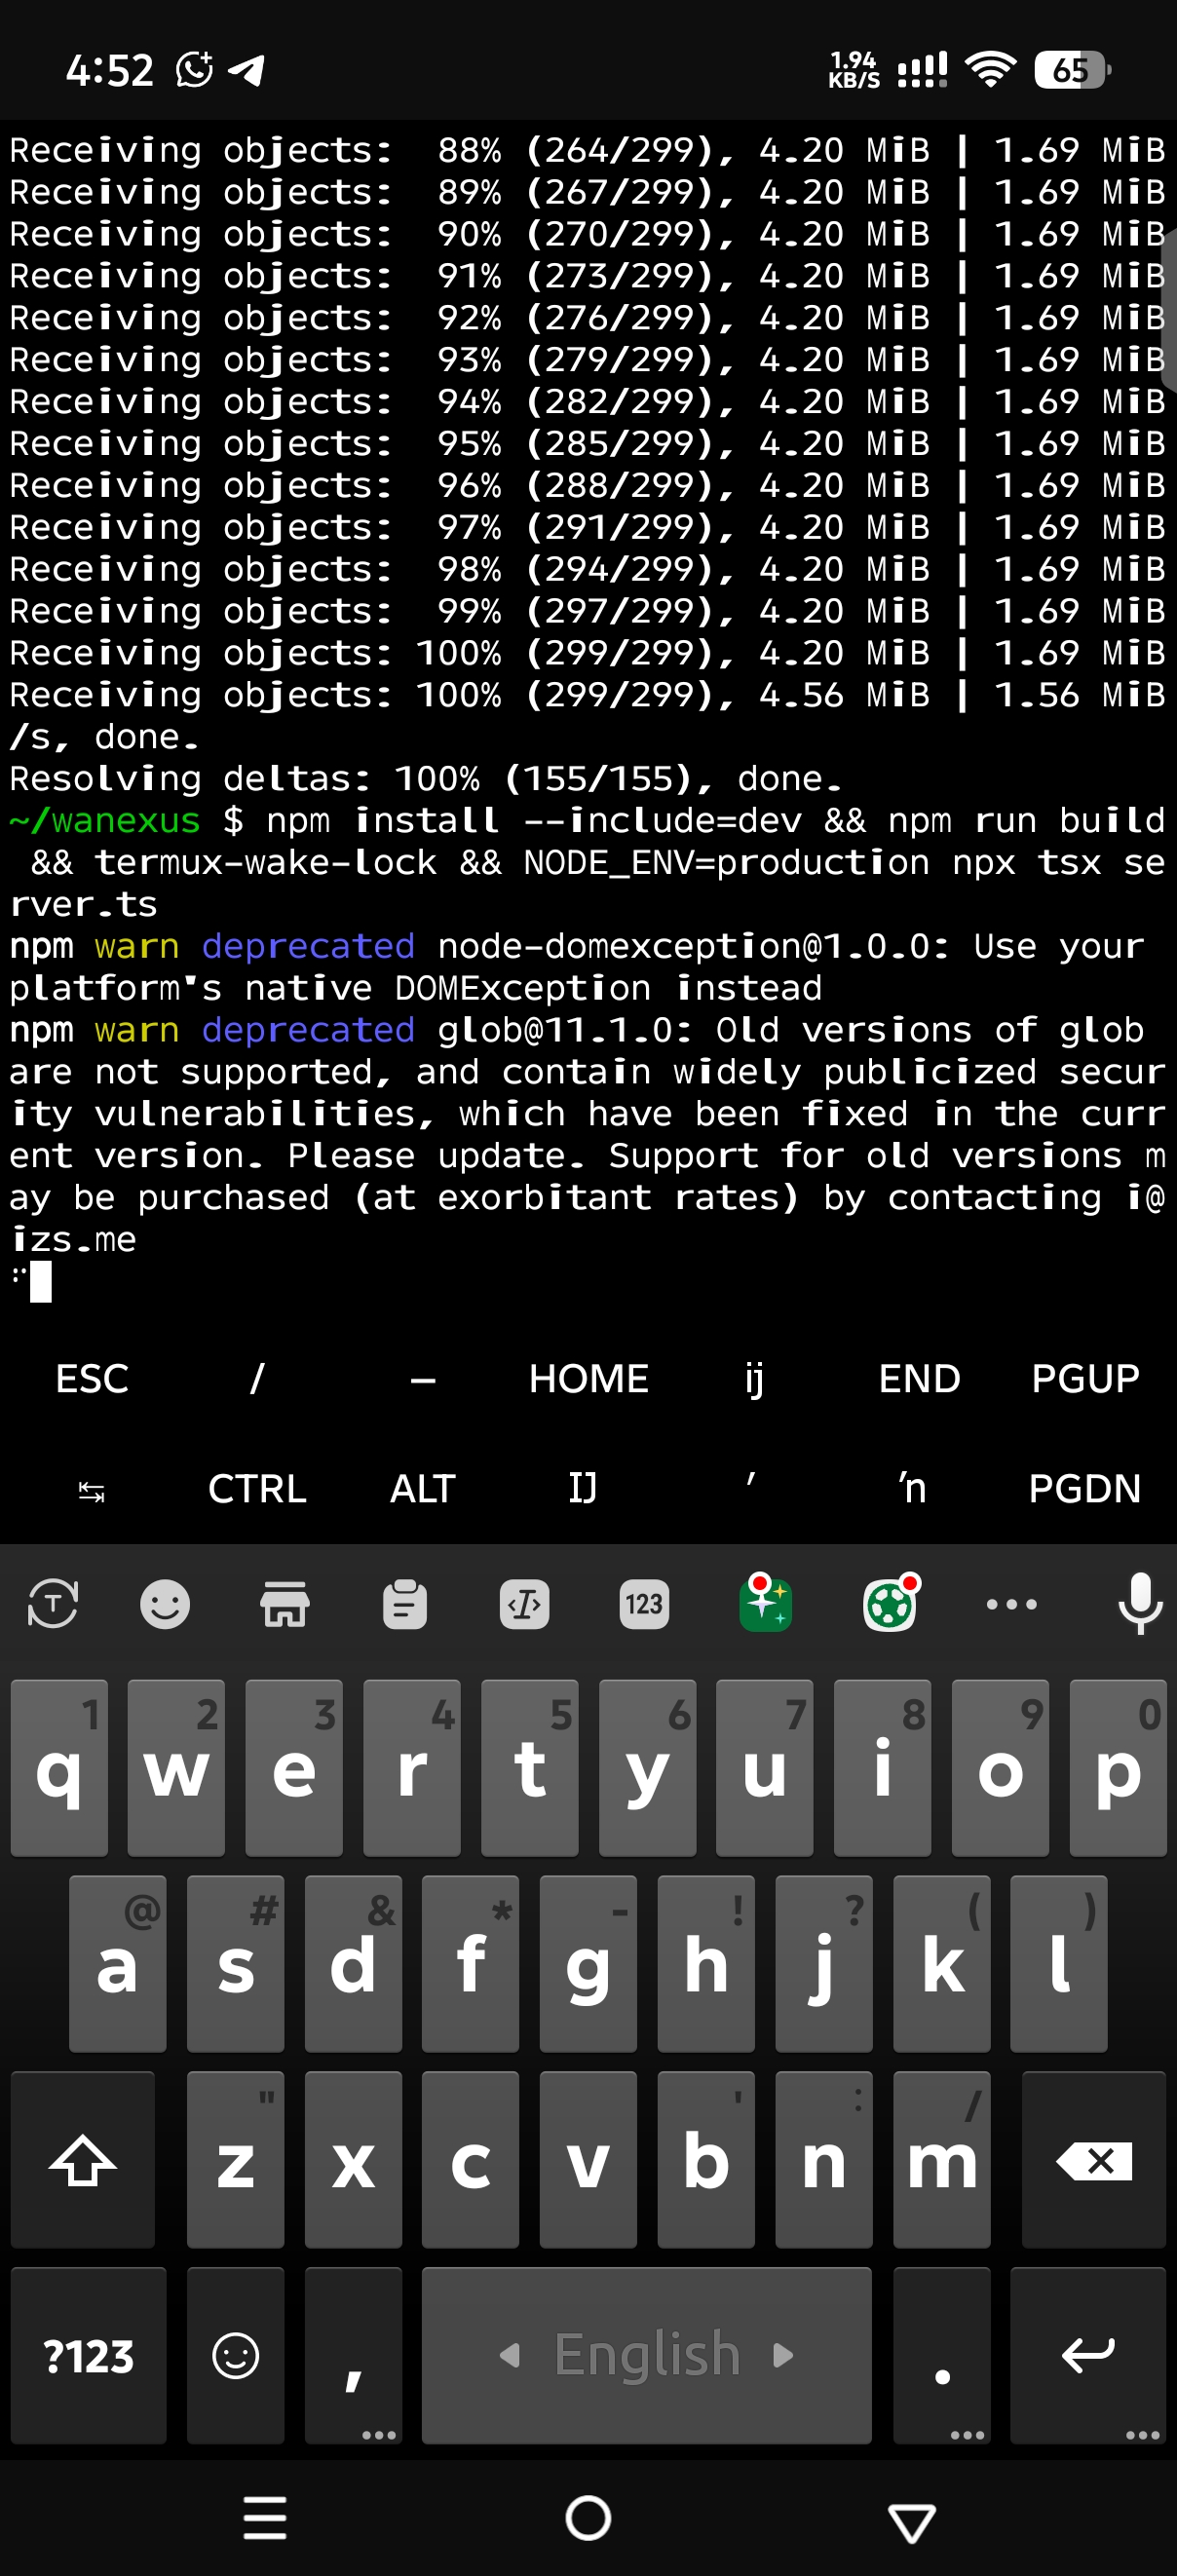 4:52 1.94 KB/S 65
Receiving objects:  88% (264/299), 4.20 MiB | 1.69 MiB
Receiving objects:  89% (267/299), 4.20 MiB | 1.69 MiB
Receiving objects:  90% (270/299), 4.20 MiB | 1.69 MiB
Receiving objects:  91% (273/299), 4.20 MiB | 1.69 MiB
Receiving objects:  92% (276/299), 4.20 MiB | 1.69 MiB
Receiving objects:  93% (279/299), 4.20 MiB | 1.69 MiB
Receiving objects:  94% (282/299), 4.20 MiB | 1.69 MiB
Receiving objects:  95% (285/299), 4.20 MiB | 1.69 MiB
Receiving objects:  96% (288/299), 4.20 MiB | 1.69 MiB
Receiving objects:  97% (291/299), 4.20 MiB | 1.69 MiB
Receiving objects:  98% (294/299), 4.20 MiB | 1.69 MiB
Receiving objects:  99% (297/299), 4.20 MiB | 1.69 MiB
Receiving objects: 100% (299/299), 4.20 MiB | 1.69 MiB
Receiving objects: 100% (299/299), 4.56 MiB | 1.56 MiB
/s, done.
Resolving deltas: 100% (155/155), done.
~/wanexus $ npm install --include=dev && npm run build
 && termux-wake-lock && NODE_ENV=production npx tsx se
rver.ts
npm warn deprecated node-domexception@1.0.0: Use your
platform's native DOMException instead
npm warn deprecated glob@11.1.0: Old versions of glob
are not supported, and contain widely publicized secur
ity vulnerabilities, which have been fixed in the curr
ent version. Please update. Support for old versions m
ay be purchased (at exorbitant rates) by contacting i@
izs.me
ESC / – HOME ĳ END PGUP
↹ CTRL ALT Ĳ ′ ŉ PGDN
T 123
1 2 3 4 5 6 7 8 9 0
q w e r t y u i o p
@ # & * - ! ? ( )
a s d f g h j k l
" ' : /
z x c v b n m
?123 , English .